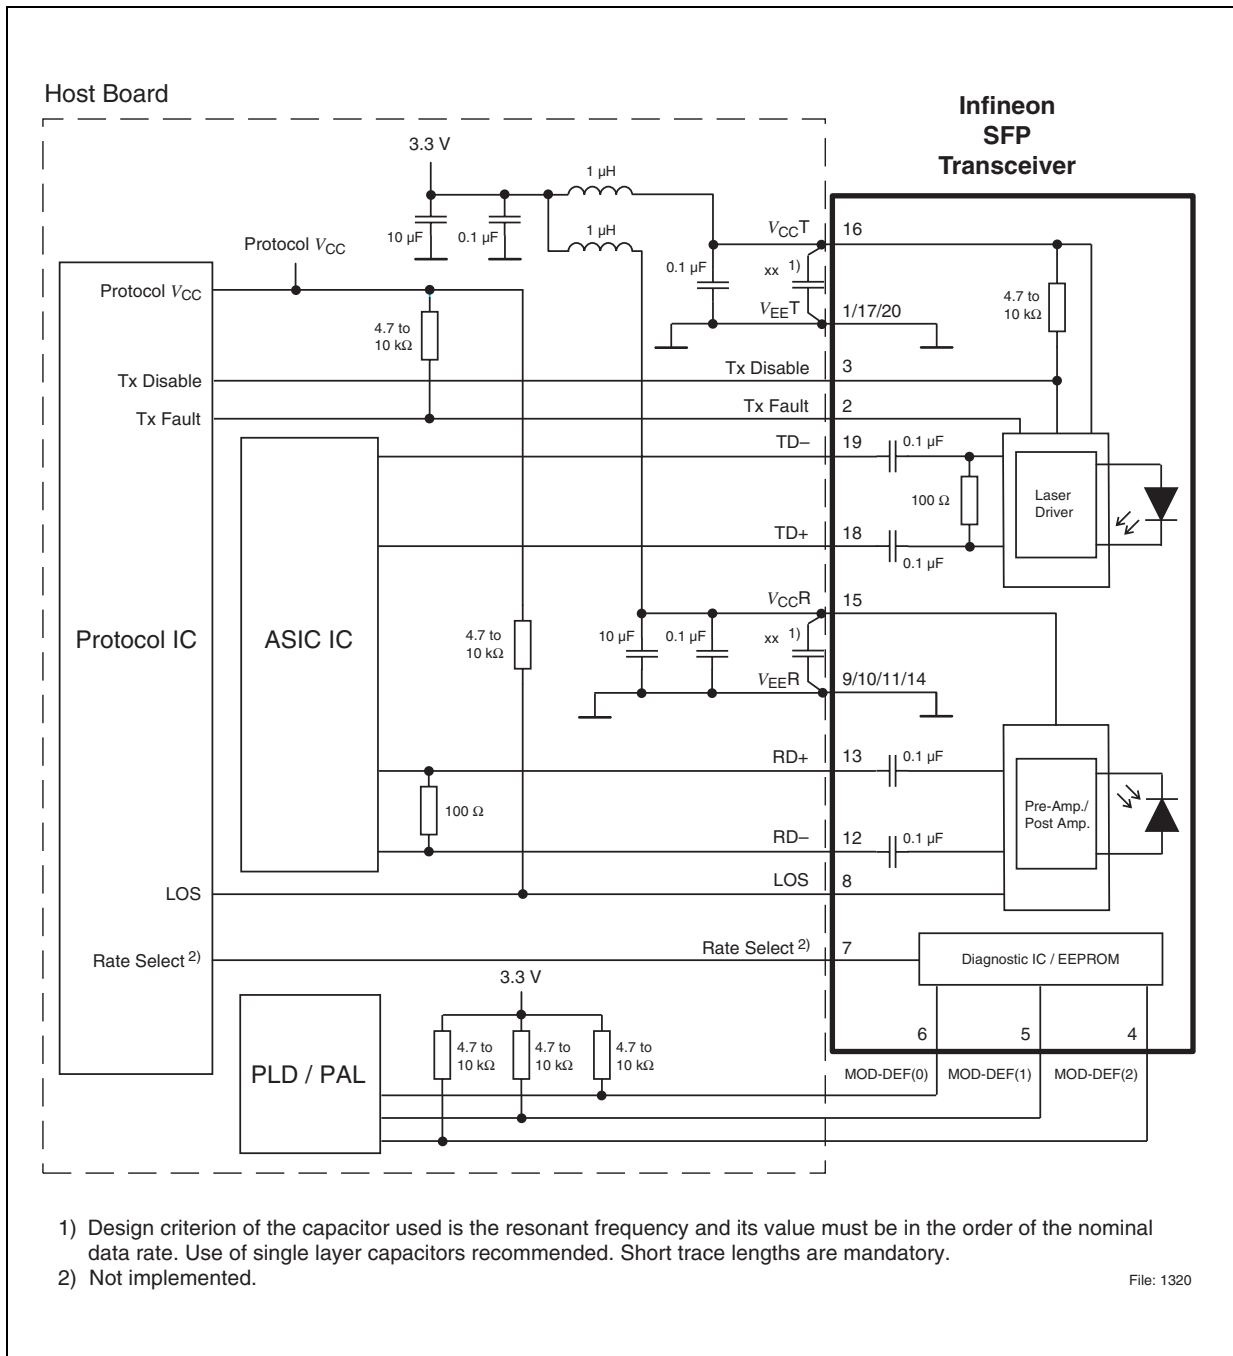 Host Board
Infineon
SFP
Transceiver
3.3 V
1 µH
1 µH
10 µF
0.1 µF
VCCT
16
Protocol VCC
0.1 µF
xx 1)
Protocol VCC
4.7 to
10 kΩ
VEET
1/17/20
4.7 to
10 kΩ
Tx Disable
Tx Disable
3
Tx Fault
Tx Fault
2
TD–
19
0.1 µF
100 Ω
Laser
Driver
TD+
18
0.1 µF
VCCR
15
Protocol IC
ASIC IC
4.7 to
10 kΩ
10 µF
0.1 µF
xx 1)
VEER
9/10/11/14
RD+
13
0.1 µF
100 Ω
Pre-Amp./
Post Amp.
RD–
12
0.1 µF
LOS
LOS
8
Rate Select 2)
Rate Select 2)
7
Diagnostic IC / EEPROM
3.3 V
6
5
4
PLD / PAL
4.7 to
10 kΩ
4.7 to
10 kΩ
4.7 to
10 kΩ
MOD-DEF(0)
MOD-DEF(1)
MOD-DEF(2)
1) Design criterion of the capacitor used is the resonant frequency and its value must be in the order of the nominal
data rate. Use of single layer capacitors recommended. Short trace lengths are mandatory.
2) Not implemented.
File: 1320